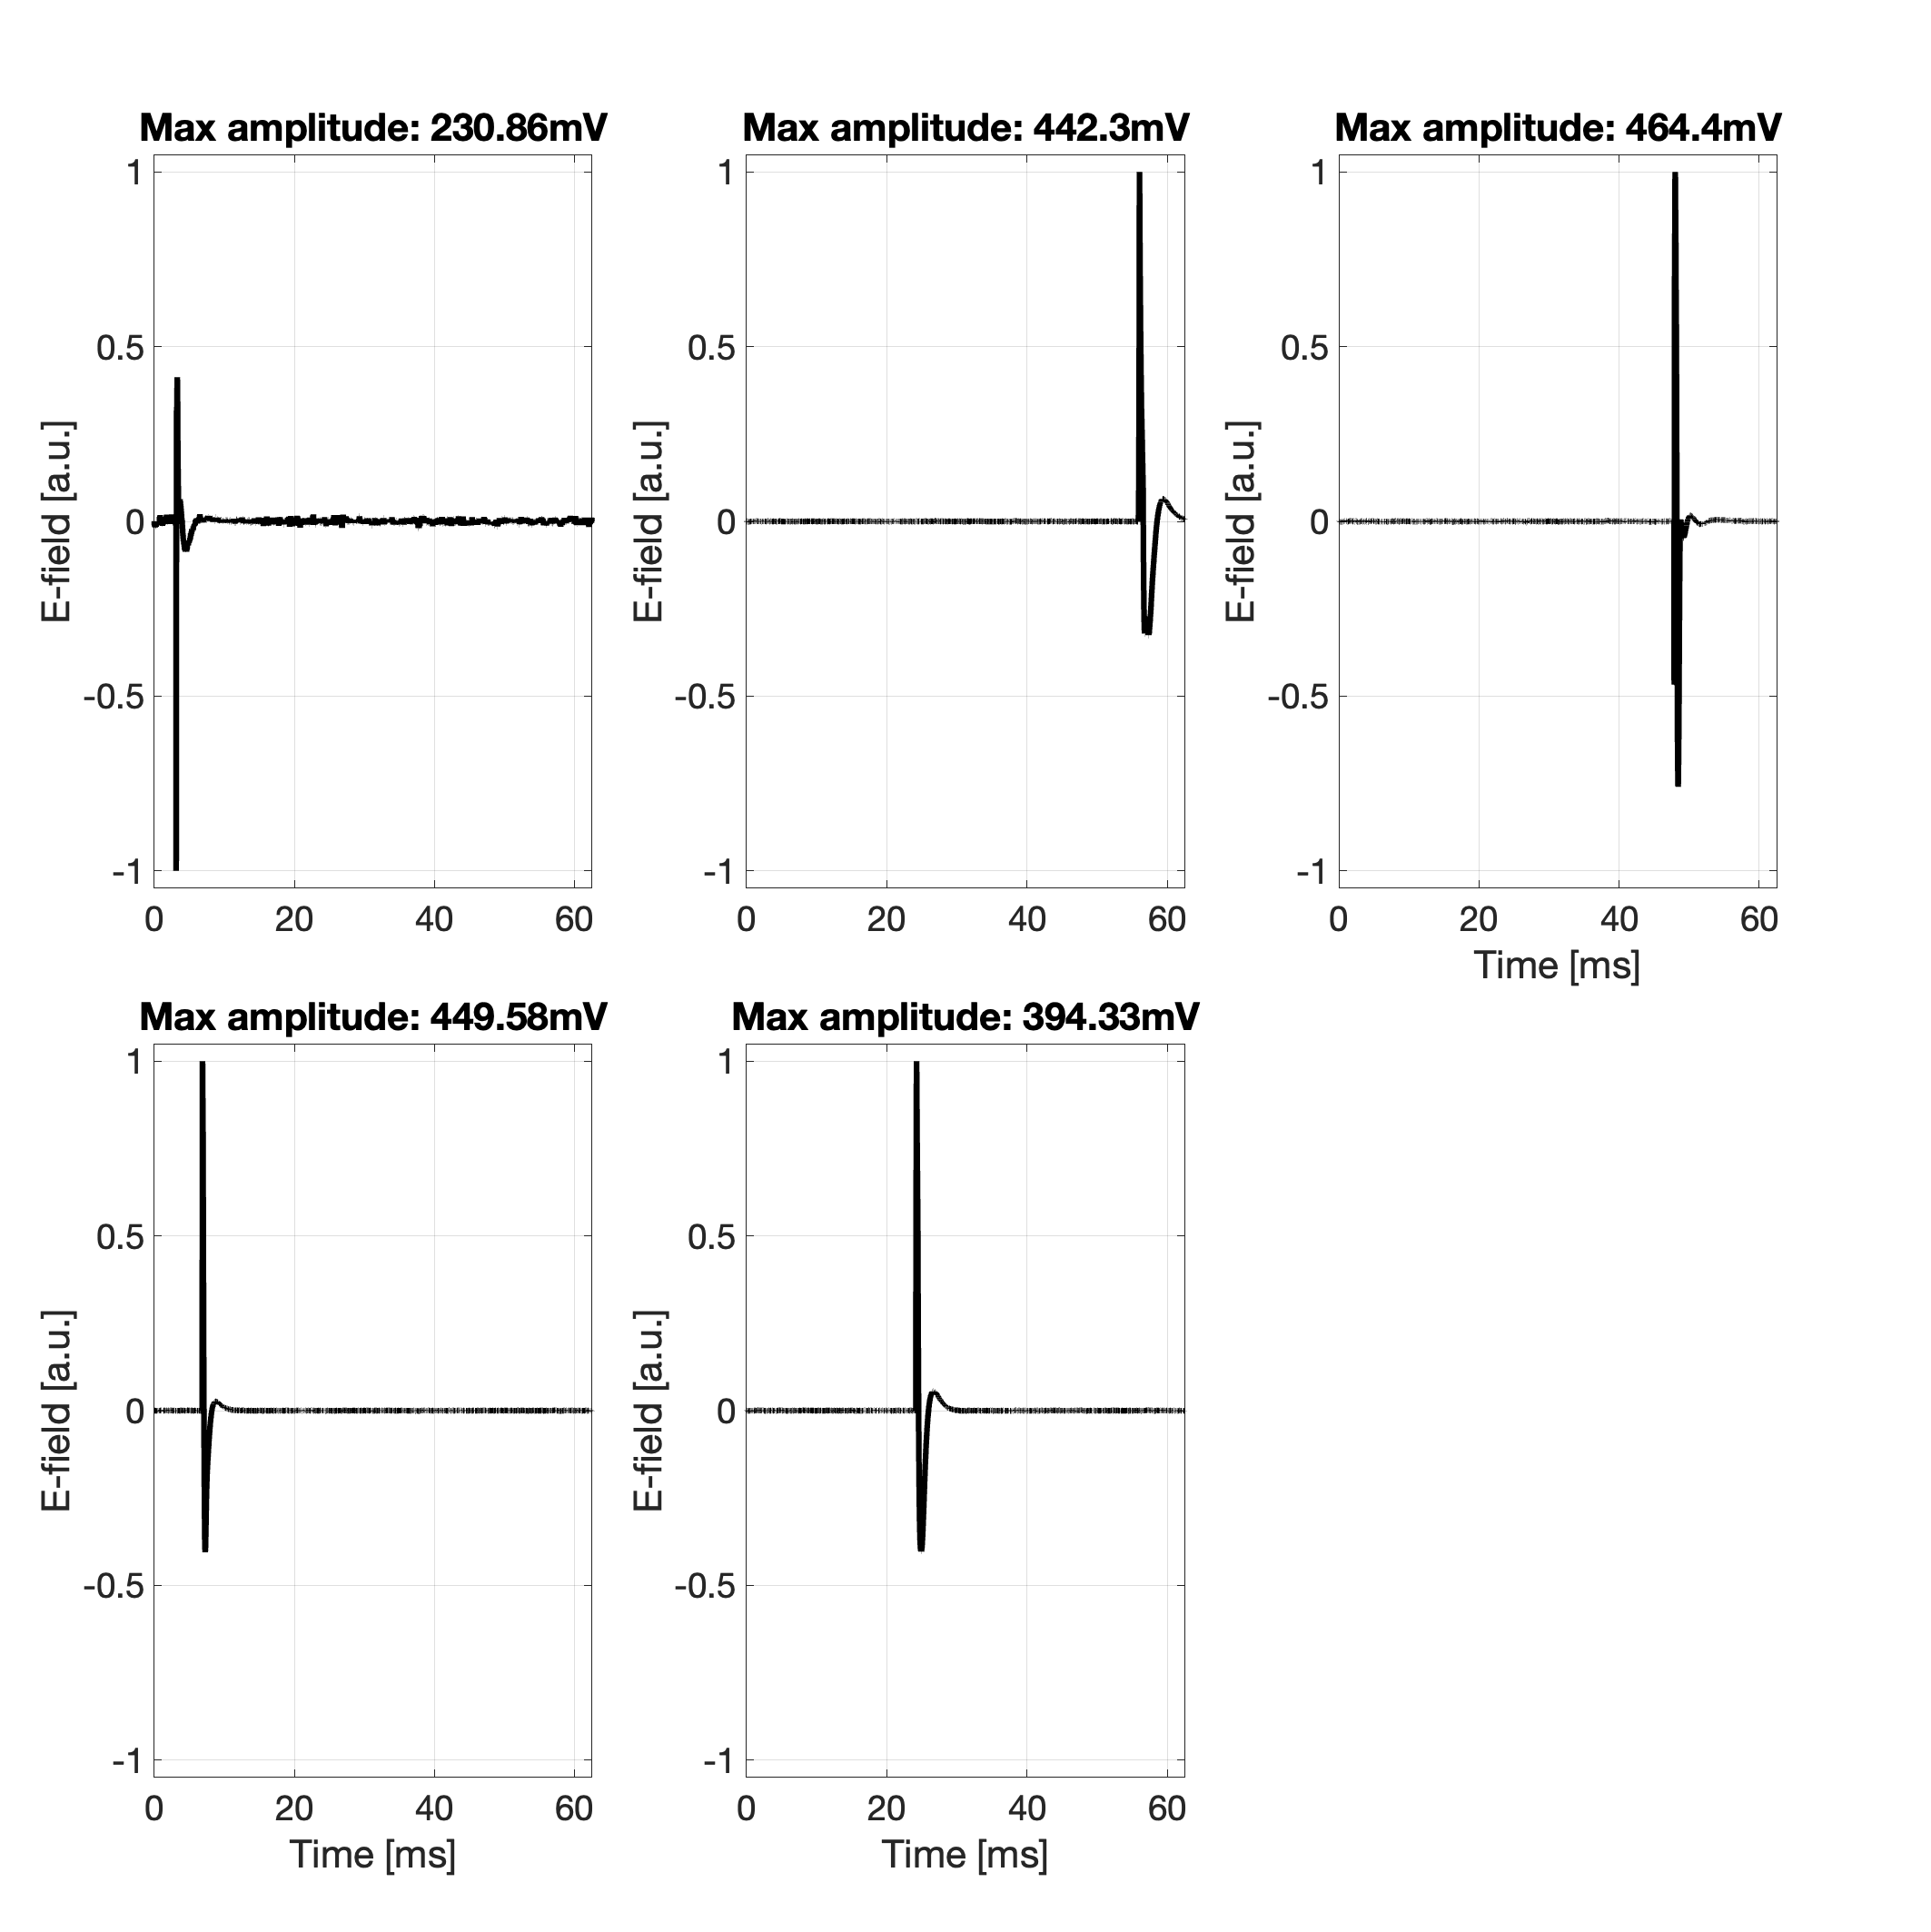 Max amplitude: 230.86mV
1
0.5
0
-0.5
-1
E-field [a.u.]
0 20 40 60
Max amplitude: 442.3mV
1
0.5
0
-0.5
-1
E-field [a.u.]
0 20 40 60
Max amplitude: 464.4mV
1
0.5
0
-0.5
-1
E-field [a.u.]
0 20 40 60
Time [ms]
Max amplitude: 449.58mV
1
0.5
0
-0.5
-1
E-field [a.u.]
0 20 40 60
Time [ms]
Max amplitude: 394.33mV
1
0.5
0
-0.5
-1
E-field [a.u.]
0 20 40 60
Time [ms]